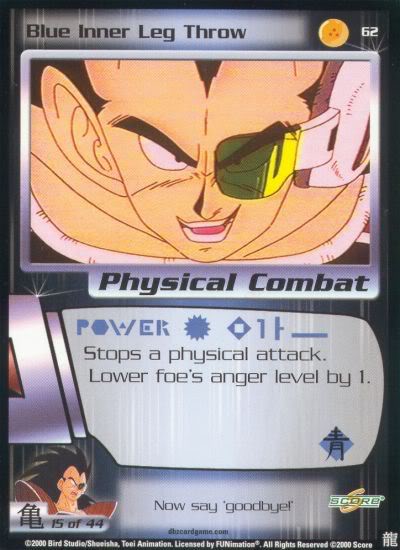 Blue Inner Leg Throw
62
Physical Combat
POWER
Stops a physical attack.
Lower foe's anger level by 1.
青
SCORE
亀 15 of 44
Now say 'goodbye!'
dbzcardgame.com
龍
©2000 Bird Studio/Shueisha, Toei Animation. Licensed by FUNimation®. All Rights Reserved ©2000 Score